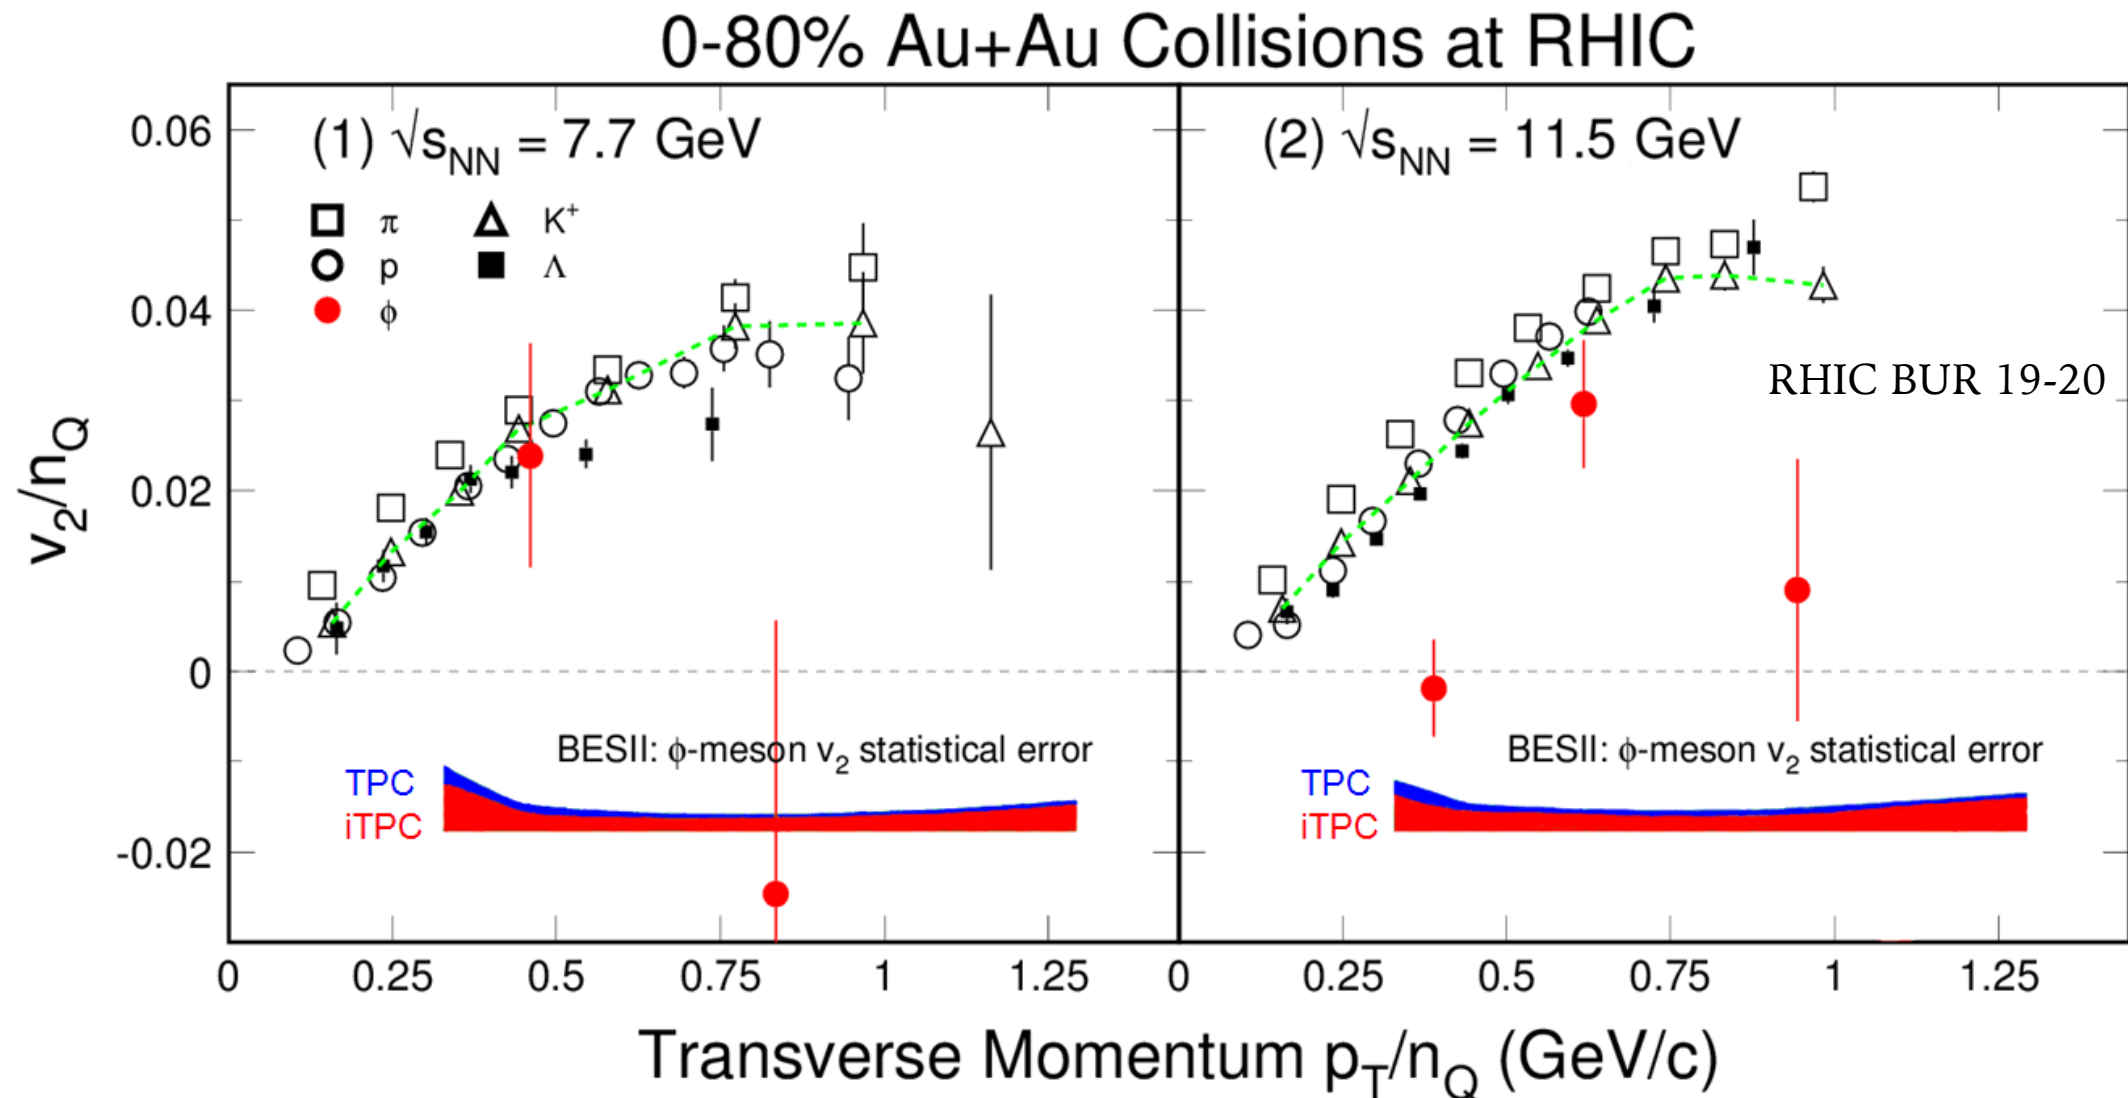 0-80% Au+Au Collisions at RHIC
(1) √sNN = 7.7 GeV
π K+
p Λ
ϕ
BESII: ϕ-meson v2 statistical error
TPC
iTPC
(2) √sNN = 11.5 GeV
RHIC BUR 19-20
BESII: ϕ-meson v2 statistical error
TPC
iTPC
v2/nQ
0.06
0.04
0.02
0
-0.02
0 0.25 0.5 0.75 1 1.25
0 0.25 0.5 0.75 1 1.25
Transverse Momentum pT/nQ (GeV/c)